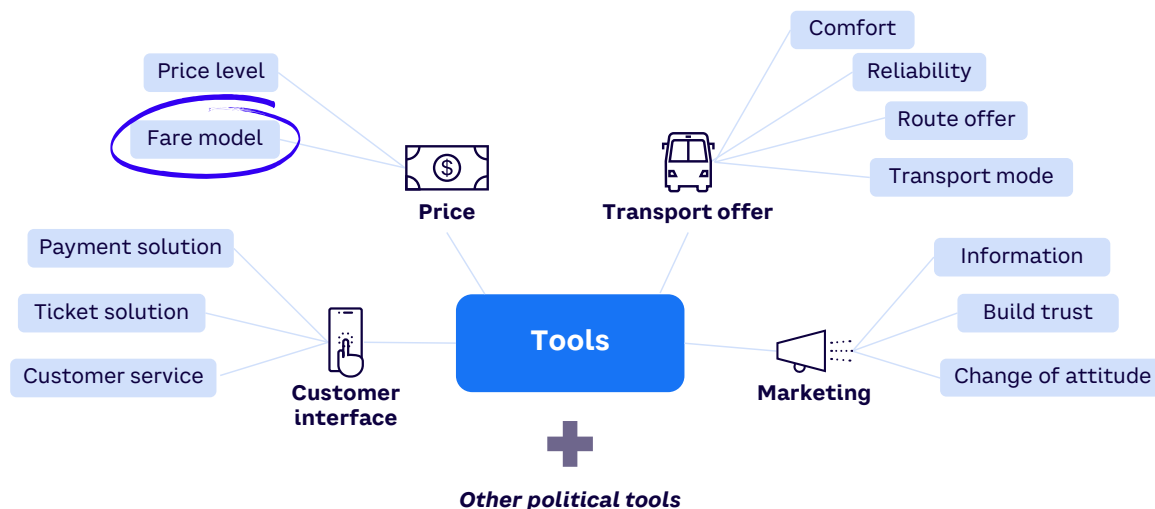 Comfort
Price level
Reliability
Fare model
Route offer
Transport mode
$
Price
Transport offer
Payment solution
Information
Ticket solution
Tools
Build trust
Customer service
Change of attitude
Customer
interface
Marketing
Other political tools